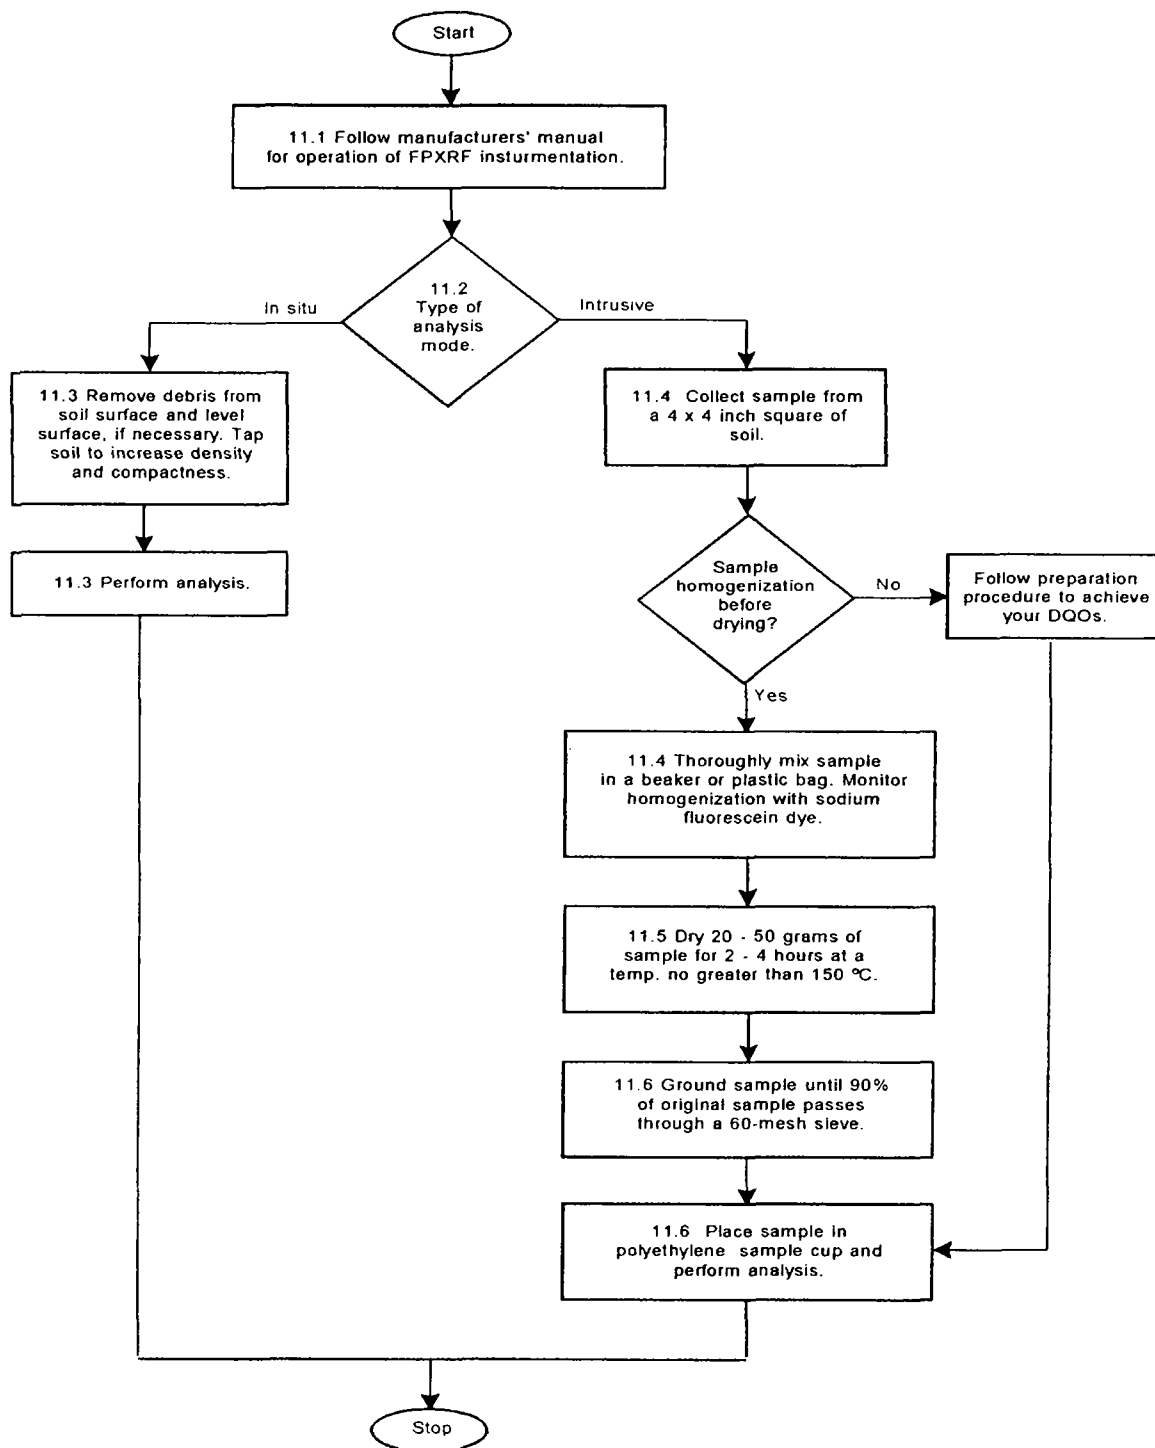 Start
11.1 Follow manufacturers' manual
for operation of FPXRF insturmentation.
11.2
Type of
analysis
mode.
In situ
Intrusive
11.3 Remove debris from
soil surface and level
surface, if necessary. Tap
soil to increase density
and compactness.
11.3 Perform analysis.
11.4 Collect sample from
a 4 x 4 inch square of
soil.
Sample
homogenization
before
drying?
No
Follow preparation
procedure to achieve
your DQOs.
Yes
11.4 Thoroughly mix sample
in a beaker or plastic bag. Monitor
homogenization with sodium
fluorescein dye.
11.5 Dry 20 - 50 grams of
sample for 2 - 4 hours at a
temp. no greater than 150 ºC.
11.6 Ground sample until 90%
of original sample passes
through a 60-mesh sieve.
11.6 Place sample in
polyethylene sample cup and
perform analysis.
Stop